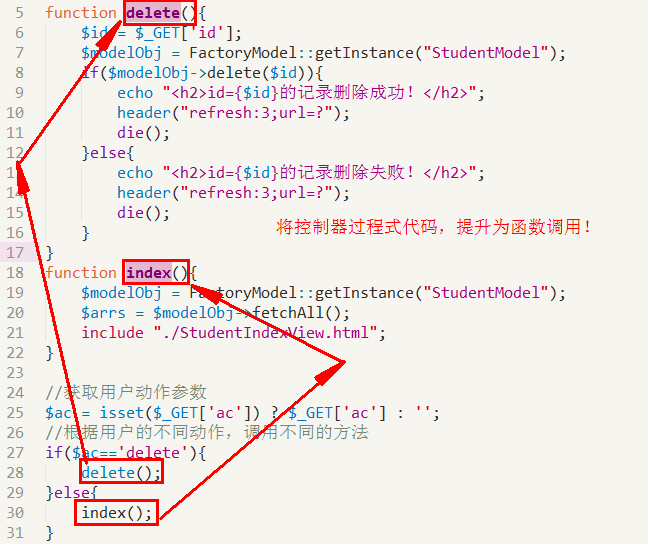 5 function delete(){
6 $id = $_GET['id'];
7 $modelObj = FactoryModel::getInstance("StudentModel");
8 if($modelObj->delete($id)){
9 echo "<h2>id={$id}的记录删除成功！</h2>";
10 header("refresh:3;url=?");
11 die();
12 }else{
13 echo "<h2>id={$id}的记录删除失败！</h2>";
14 header("refresh:3;url=?");
15 die();
16 }
将控制器过程式代码，提升为函数调用！
17 }
18 function index(){
19 $modelObj = FactoryModel::getInstance("StudentModel");
20 $arrs = $modelObj->fetchAll();
21 include "./StudentIndexView.html";
22 }
23
24 //获取用户动作参数
25 $ac = isset($_GET['ac']) ? $_GET['ac'] : '';
26 //根据用户的不同动作，调用不同的方法
27 if($ac=='delete'){
28 delete();
29 }else{
30 index();
31 }